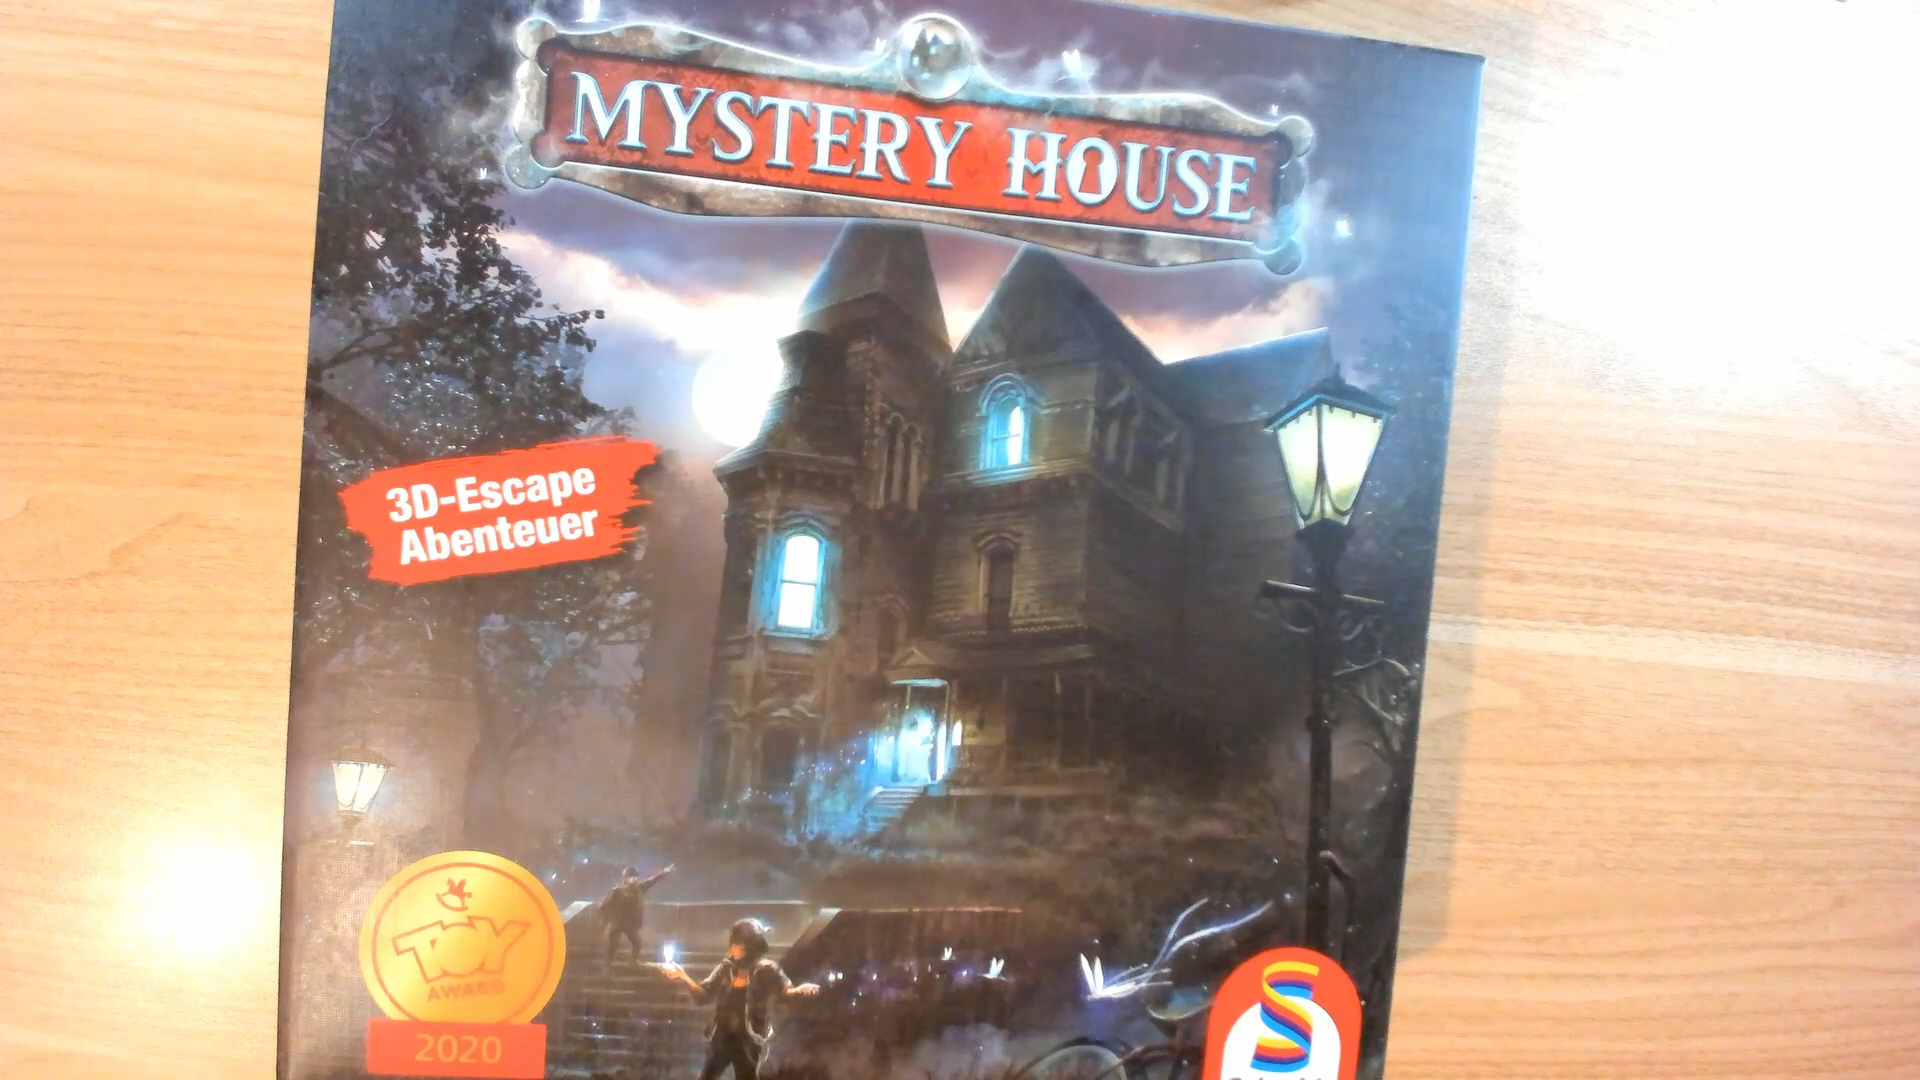 MYSTERY HOUSE
3D-Escape
Abenteuer
TOY
AWARD
2020